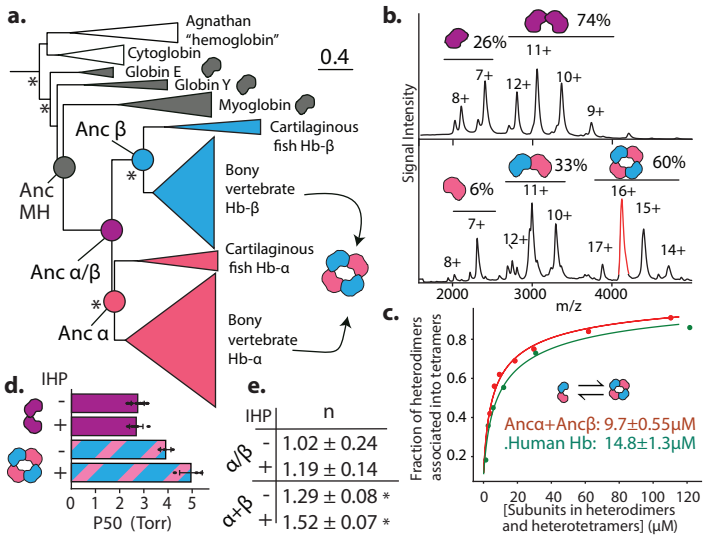 a.
Agnathan
"hemoglobin"
Cytoglobin
Globin E
Globin Y
Myoglobin
0.4
*
*
Anc β
Cartilaginous
fish Hb-β
*
Anc
MH
Bony
vertebrate
Hb-β
Anc α/β
Cartilaginous
fish Hb-α
*
Anc α
Bony
vertebrate
Hb-α
b.
Signal Intensity
26%
74%
8+
7+
12+
11+
10+
9+
6%
33%
60%
8+
7+
12+
11+
10+
17+
16+
15+
14+
2000
3000
4000
m/z
c.
Fraction of heterodimers
associated into tetramers
0.8
0.6
0.4
0.2
Ancα+Ancβ: 9.7±0.55μM
.Human Hb: 14.8±1.3μM
0
20
40
60
80
100
120
[Subunits in heterodimers
and heterotetramers] (μM)
d.
IHP
-
+
-
+
0
1
2
3
4
5
P50 (Torr)
e.
IHP
n
α/β
-
1.02 ± 0.24
+
1.19 ± 0.14
α+β
-
1.29 ± 0.08 *
+
1.52 ± 0.07 *